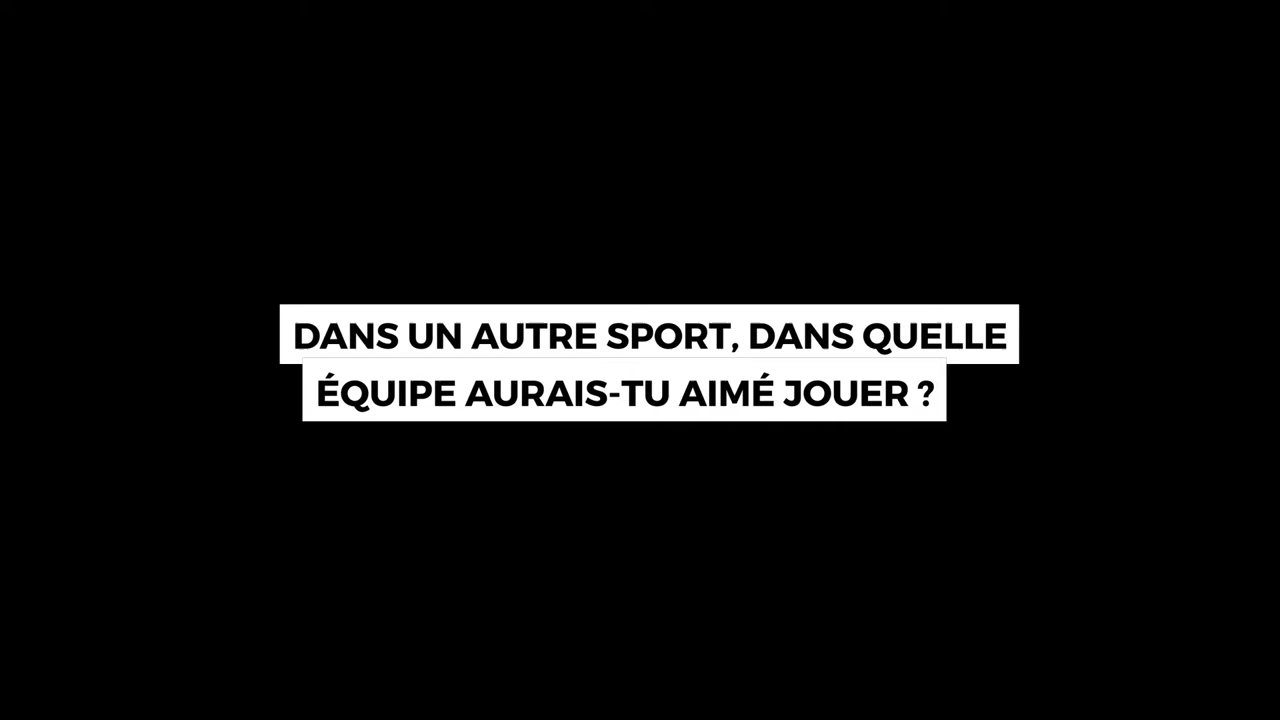 DANS UN AUTRE SPORT, DANS QUELLE
ÉQUIPE AURAIS-TU AIMÉ JOUER ?